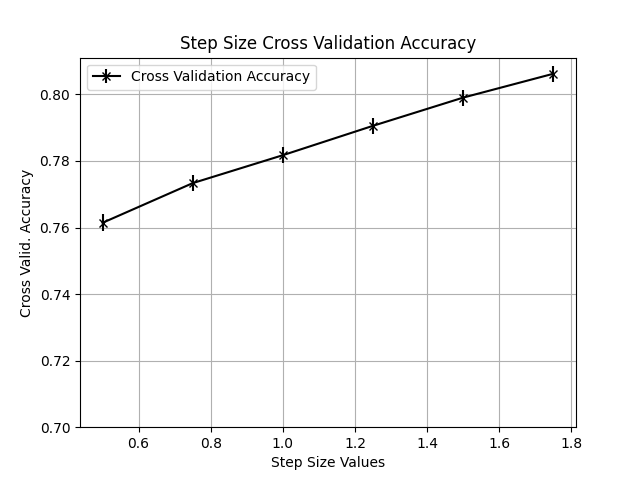 Step Size Cross Validation Accuracy
Cross Validation Accuracy
Cross Valid. Accuracy
0.80
0.78
0.76
0.74
0.72
0.70
0.6 0.8 1.0 1.2 1.4 1.6 1.8
Step Size Values